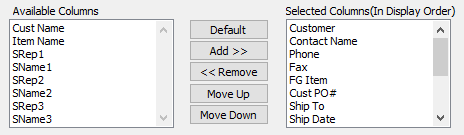 Available Columns
Cust Name
Item Name
SRep1
SName1
SRep2
SName2
SRep3
SName3
Default
Add >>
<< Remove
Move Up
Move Down
Selected Columns(In Display Order)
Customer
Contact Name
Phone
Fax
FG Item
Cust PO#
Ship To
Ship Date